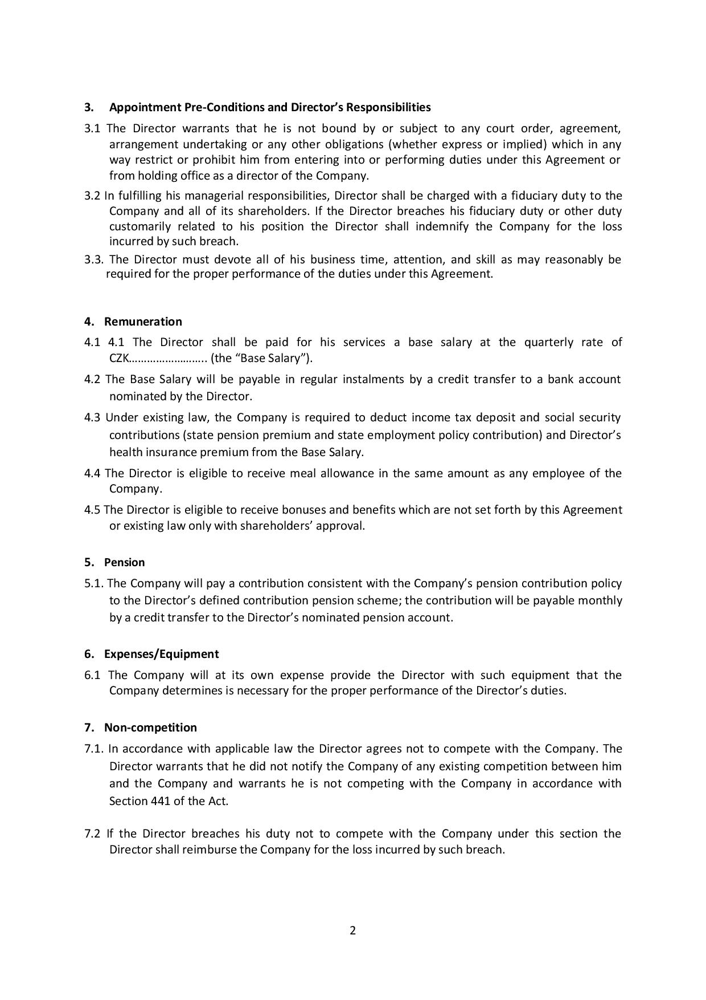 3. Appointment Pre-Conditions and Director’s Responsibilities
3.1 The Director warrants that he is not bound by or subject to any court order, agreement,
arrangement undertaking or any other obligations (whether express or implied) which in any
way restrict or prohibit him from entering into or performing duties under this Agreement or
from holding office as a director of the Company.
3.2 In fulfilling his managerial responsibilities, Director shall be charged with a fiduciary duty to the
Company and all of its shareholders. If the Director breaches his fiduciary duty or other duty
customarily related to his position the Director shall indemnify the Company for the loss
incurred by such breach.
3.3. The Director must devote all of his business time, attention, and skill as may reasonably be
required for the proper performance of the duties under this Agreement.
4. Remuneration
4.1 4.1 The Director shall be paid for his services a base salary at the quarterly rate of
CZK…………………….. (the “Base Salary”).
4.2 The Base Salary will be payable in regular instalments by a credit transfer to a bank account
nominated by the Director.
4.3 Under existing law, the Company is required to deduct income tax deposit and social security
contributions (state pension premium and state employment policy contribution) and Director’s
health insurance premium from the Base Salary.
4.4 The Director is eligible to receive meal allowance in the same amount as any employee of the
Company.
4.5 The Director is eligible to receive bonuses and benefits which are not set forth by this Agreement
or existing law only with shareholders’ approval.
5. Pension
5.1. The Company will pay a contribution consistent with the Company’s pension contribution policy
to the Director’s defined contribution pension scheme; the contribution will be payable monthly
by a credit transfer to the Director’s nominated pension account.
6. Expenses/Equipment
6.1 The Company will at its own expense provide the Director with such equipment that the
Company determines is necessary for the proper performance of the Director’s duties.
7. Non-competition
7.1. In accordance with applicable law the Director agrees not to compete with the Company. The
Director warrants that he did not notify the Company of any existing competition between him
and the Company and warrants he is not competing with the Company in accordance with
Section 441 of the Act.
7.2 If the Director breaches his duty not to compete with the Company under this section the
Director shall reimburse the Company for the loss incurred by such breach.
2